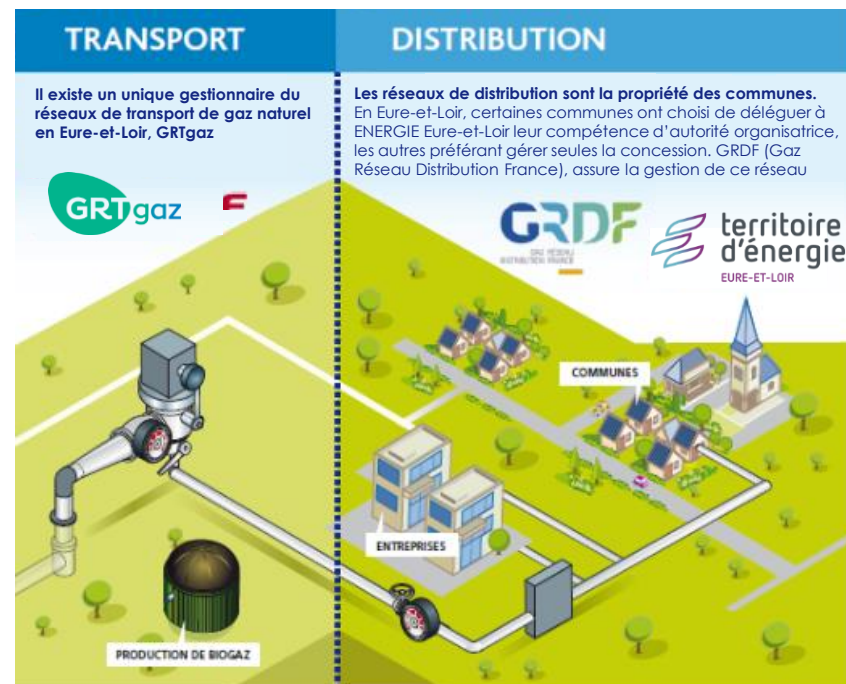 TRANSPORT
Il existe un unique gestionnaire du
réseaux de transport de gaz naturel
en Eure-et-Loir, GRTgaz
GRTgaz
DISTRIBUTION
Les réseaux de distribution sont la propriété des communes.
En Eure-et-Loir, certaines communes ont choisi de déléguer à
ENERGIE Eure-et-Loir leur compétence d'autorité organisatrice,
les autres préférant gérer seules la concession. GRDF (Gaz
Réseau Distribution France), assure la gestion de ce réseau
GRDF
GAZ RÉSEAU
DISTRIBUTION FRANCE
territoire
d'énergie
EURE-ET-LOIR
COMMUNES
ENTREPRISES
PRODUCTION DE BIOGAZ